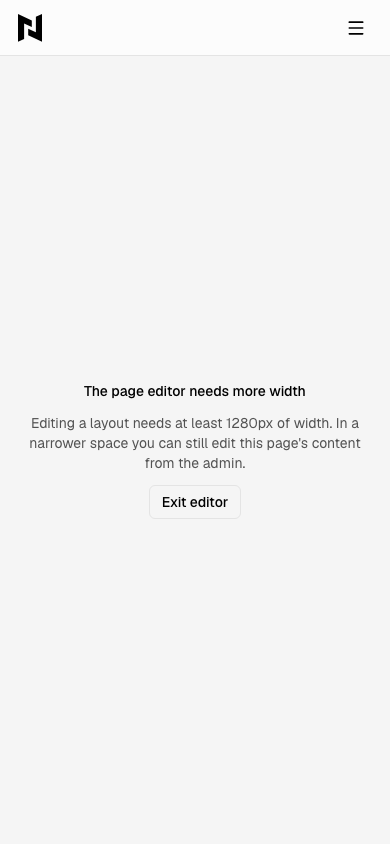 The page editor needs more width
Editing a layout needs at least 1280px of width. In a
narrower space you can still edit this page's content
from the admin.
Exit editor